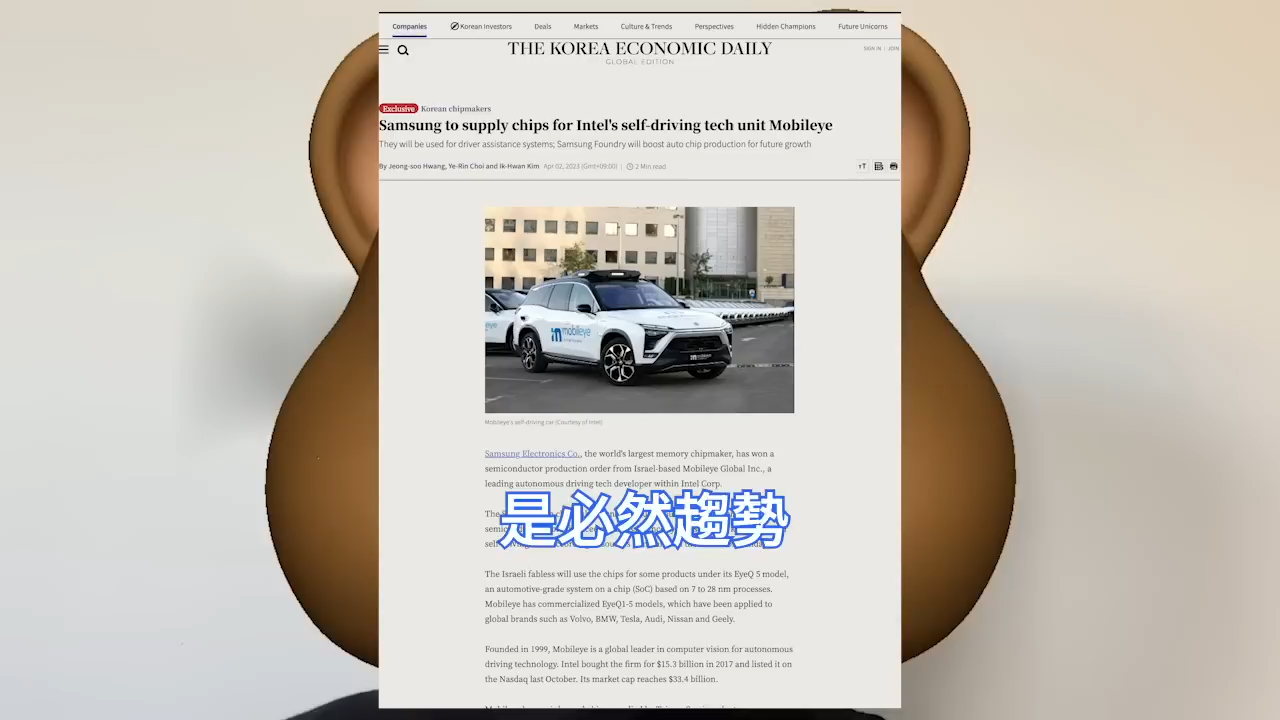 Companies Korean Investors Deals Markets Culture & Trends Perspectives Hidden Champions Future Unicorns
THE KOREA ECONOMIC DAILY
SIGN IN | JOIN
GLOBAL EDITION
Exclusive Korean chipmakers
Samsung to supply chips for Intel's self-driving tech unit Mobileye
They will be used for driver assistance systems; Samsung Foundry will boost auto chip production for future growth
By Jeong-soo Hwang, Ye-Rin Choi and Ik-Hwan Kim Apr 02, 2023 (Gmt+09:00) | 2 Min read
TT
mobileye
Mobileye's self-driving car (Courtesy of Intel)
Samsung Electronics Co., the world's largest memory chipmaker, has won a
semiconductor production order from Israel-based Mobileye Global Inc., a
leading autonomous driving tech developer within Intel Corp.
是必然趨勢
The Israeli fabless will use the chips for some products under its EyeQ 5 model,
an automotive-grade system on a chip (SoC) based on 7 to 28 nm processes.
Mobileye has commercialized EyeQ1-5 models, which have been applied to
global brands such as Volvo, BMW, Tesla, Audi, Nissan and Geely.
Founded in 1999, Mobileye is a global leader in computer vision for autonomous
driving technology. Intel bought the firm for $15.3 billion in 2017 and listed it on
the Nasdaq last October. Its market cap reaches $33.4 billion.